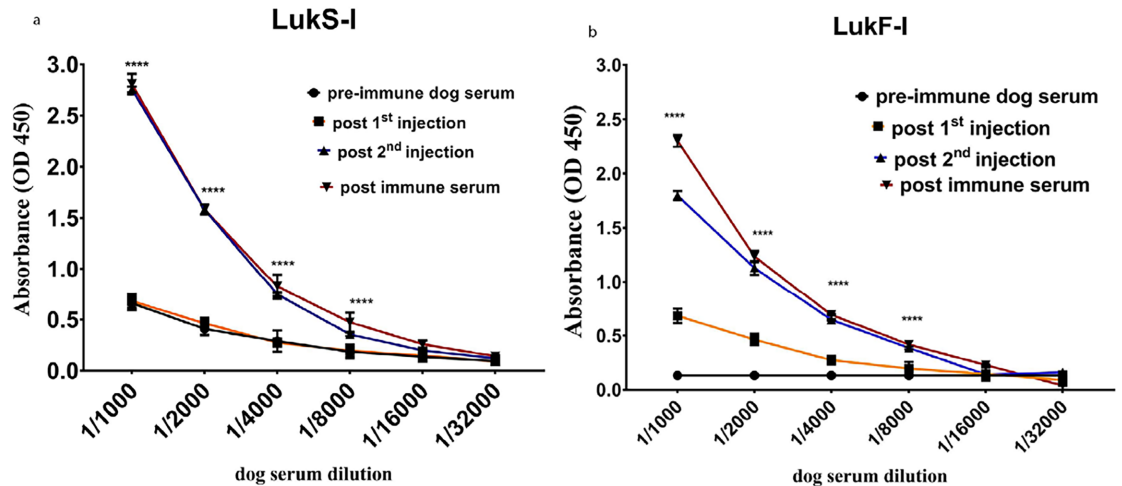 a
LukS-I
Absorbance (OD 450)
3.0
2.5
2.0
1.5
1.0
0.5
0.0
****
****
****
****
pre-immune dog serum
post 1st injection
post 2nd injection
post immune serum
1/1000
1/2000
1/4000
1/8000
1/16000
1/32000
dog serum dilution
b
LukF-I
Absorbance (OD 450)
3.0
2.5
2.0
1.5
1.0
0.5
0.0
****
****
****
****
pre-immune dog serum
post 1st injection
post 2nd injection
post immune serum
1/1000
1/2000
1/4000
1/8000
1/16000
1/32000
dog serum dilution